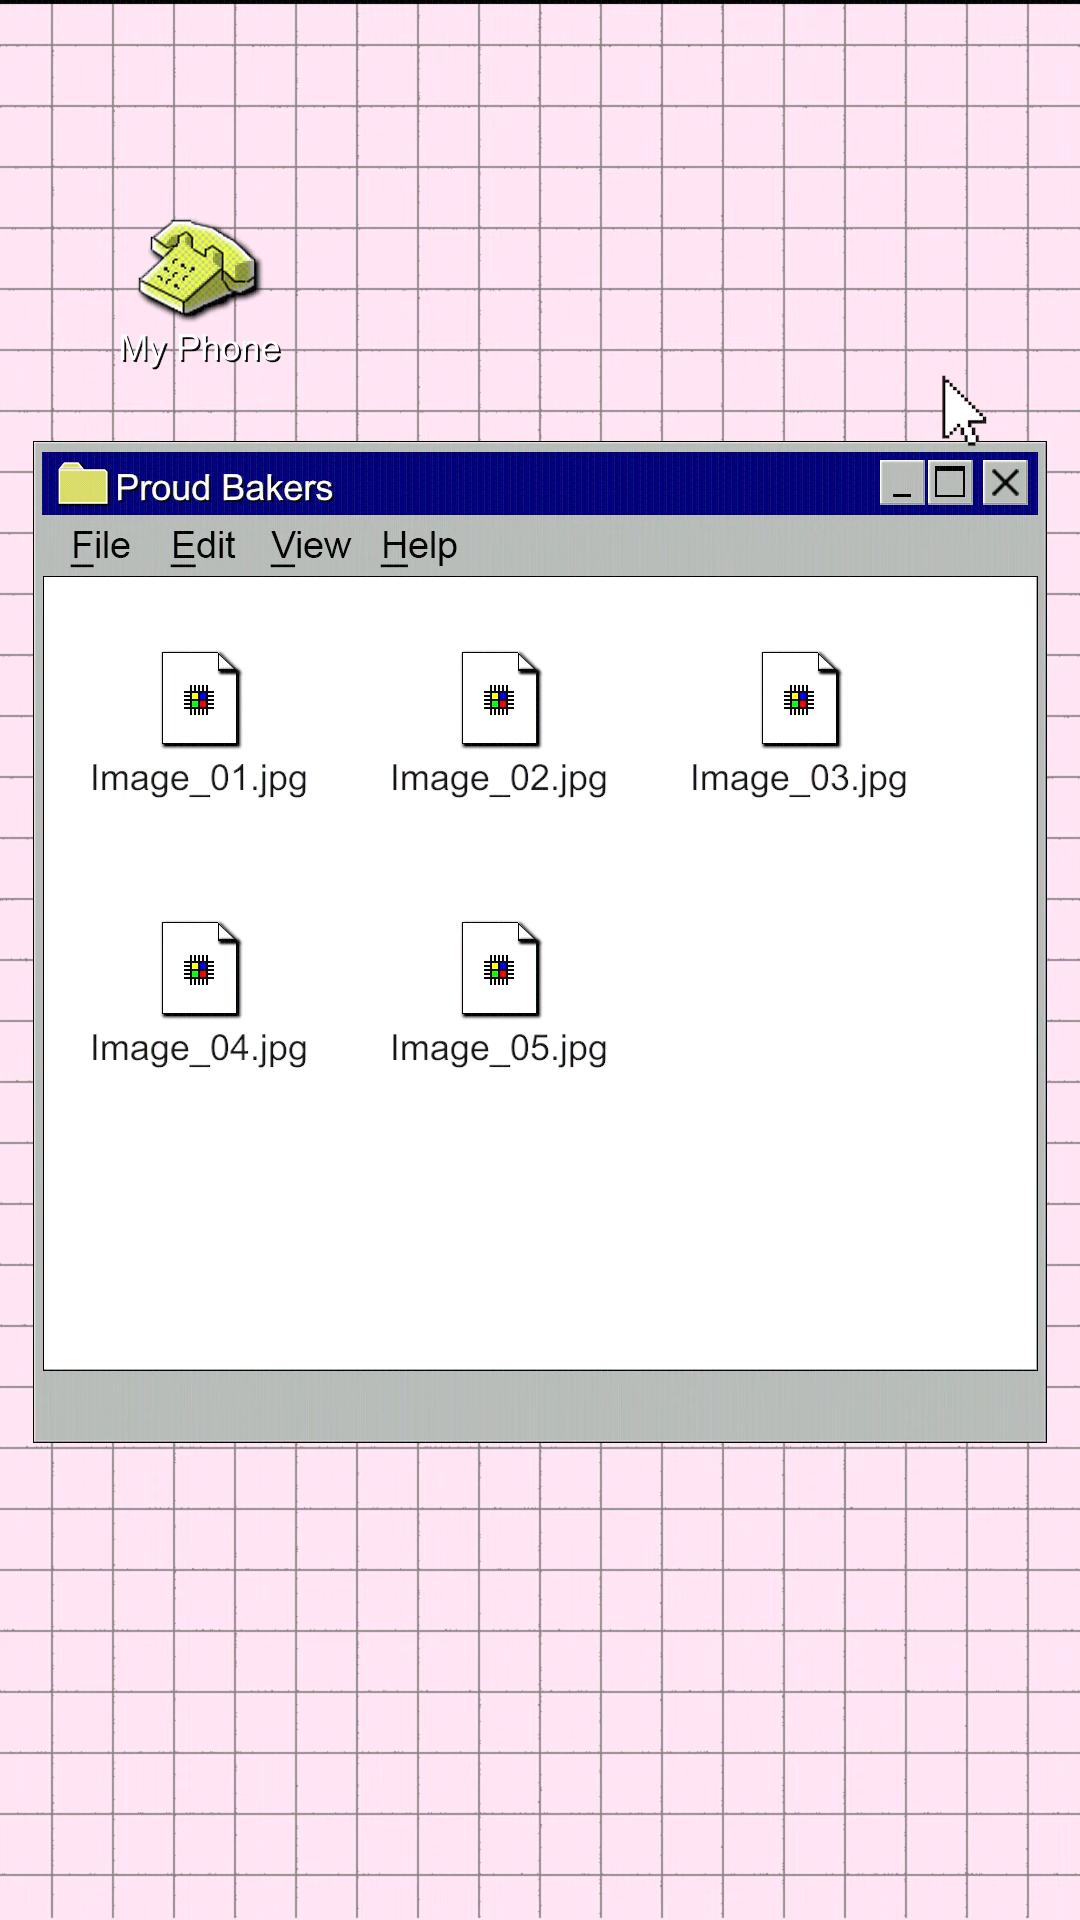 My Phone
Proud Bakers
File Edit View Help
Image_01.jpg Image_02.jpg Image_03.jpg
Image_04.jpg Image_05.jpg